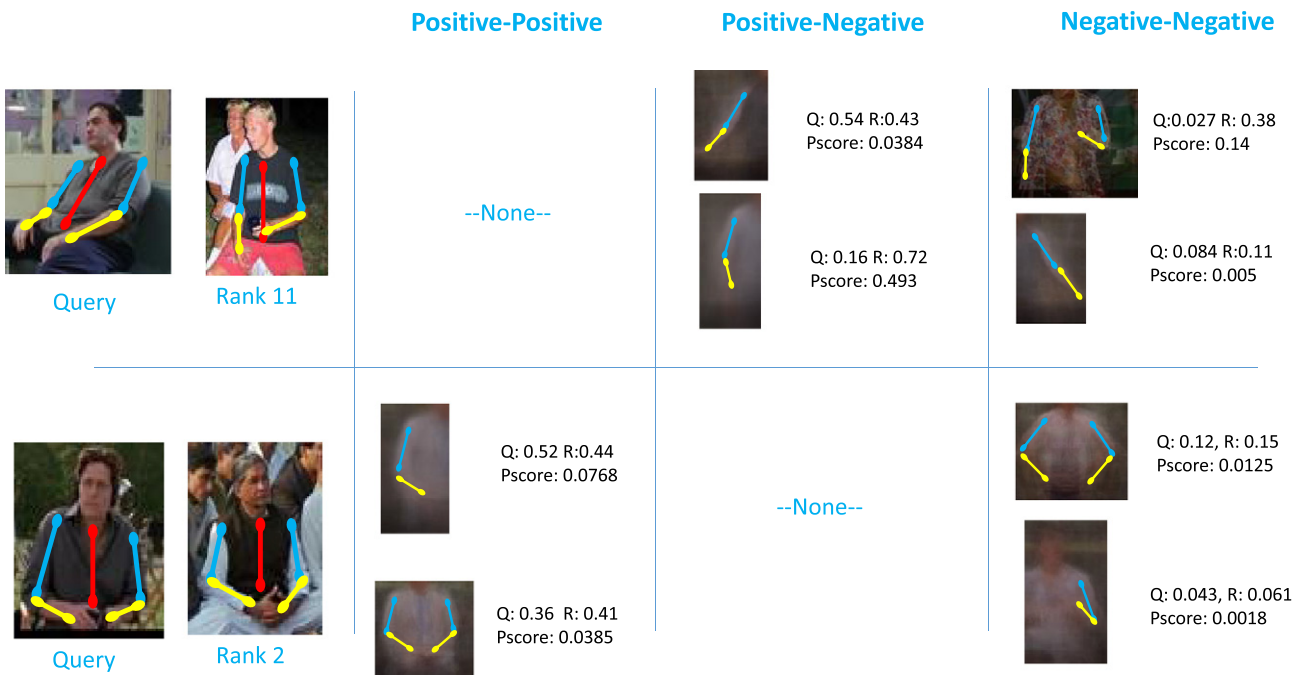 Positive-Positive
Positive-Negative
Negative-Negative
Query
Rank 11
--None--
Q: 0.54 R:0.43
Pscore: 0.0384
Q: 0.16 R: 0.72
Pscore: 0.493
Q:0.027 R: 0.38
Pscore: 0.14
Q: 0.084 R:0.11
Pscore: 0.005
Query
Rank 2
Q: 0.52 R:0.44
Pscore: 0.0768
Q: 0.36 R: 0.41
Pscore: 0.0385
--None--
Q: 0.12, R: 0.15
Pscore: 0.0125
Q: 0.043, R: 0.061
Pscore: 0.0018